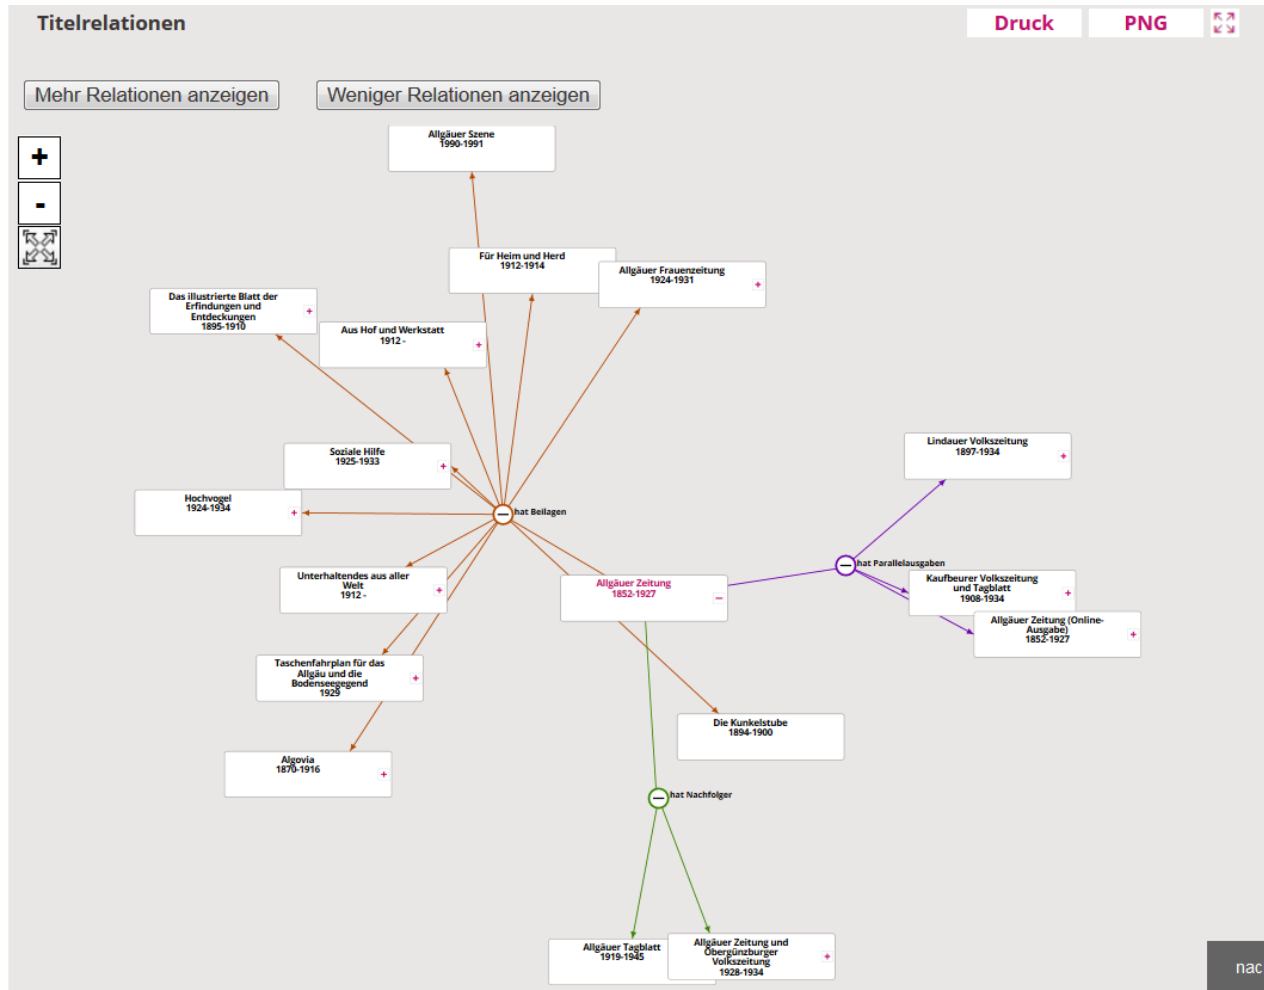 Titelrelationen
Druck
PNG
Mehr Relationen anzeigen
Weniger Relationen anzeigen
+
-
Allgäuer Szene
1990-1991
Für Heim und Herd
1912-1914
Allgäuer Frauenzeitung
1924-1931
+
Das illustrierte Blatt der
Erfindungen und
Entdeckungen
1895-1910
+
Aus Hof und Werkstatt
1912 -
+
Soziale Hilfe
1925-1933
+
Lindauer Volkszeitung
1897-1934
+
Hochvogel
1924-1934
+
hat Beilagen
hat Parallelausgaben
Unterhaltendes aus aller
Welt
1912 -
+
Allgäuer Zeitung
1852-1927
Kaufbeurer Volkszeitung
und Tagblatt
1908-1934
+
Allgäuer Zeitung (Online-
Ausgabe)
1852-1927
+
Taschenfahrplan für das
Allgäu und die
Bodenseegegend
1929
+
Die Kunkelstube
1894-1900
Algovia
1870-1916
+
hat Nachfolger
Allgäuer Tagblatt
1919-1945
Allgäuer Zeitung und
Obergünzburger
Volkszeitung
1928-1934
+
nac